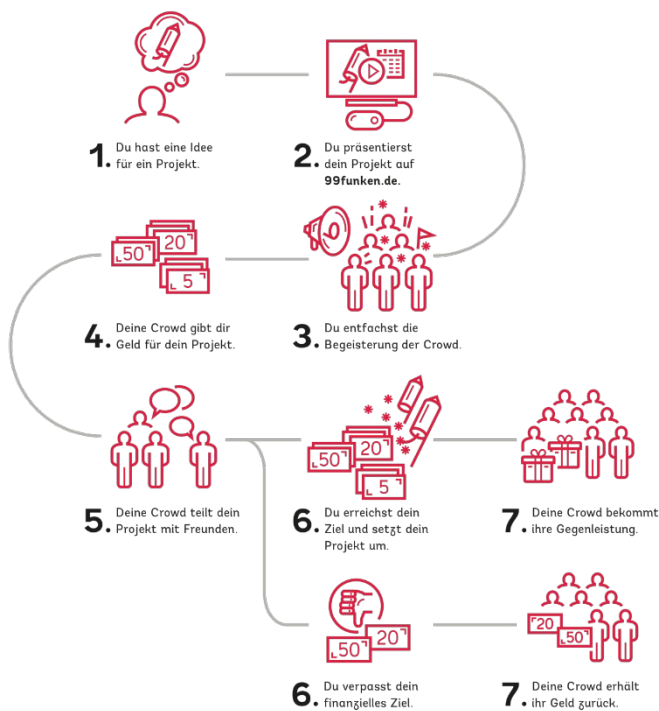 1. Du hast eine Idee
für ein Projekt.
2. Du präsentierst
dein Projekt auf
99funken.de.
50
20
5
4. Deine Crowd gibt dir
Geld für dein Projekt.
3. Du entfachst die
Begeisterung der Crowd.
5. Deine Crowd teilt dein
Projekt mit Freunden.
50
20
5
6. Du erreichst dein
Ziel und setzt dein
Projekt um.
7. Deine Crowd bekommt
ihre Gegenleistung.
50
20
6. Du verpasst dein
finanzielles Ziel.
20
50
7. Deine Crowd erhält
ihr Geld zurück.